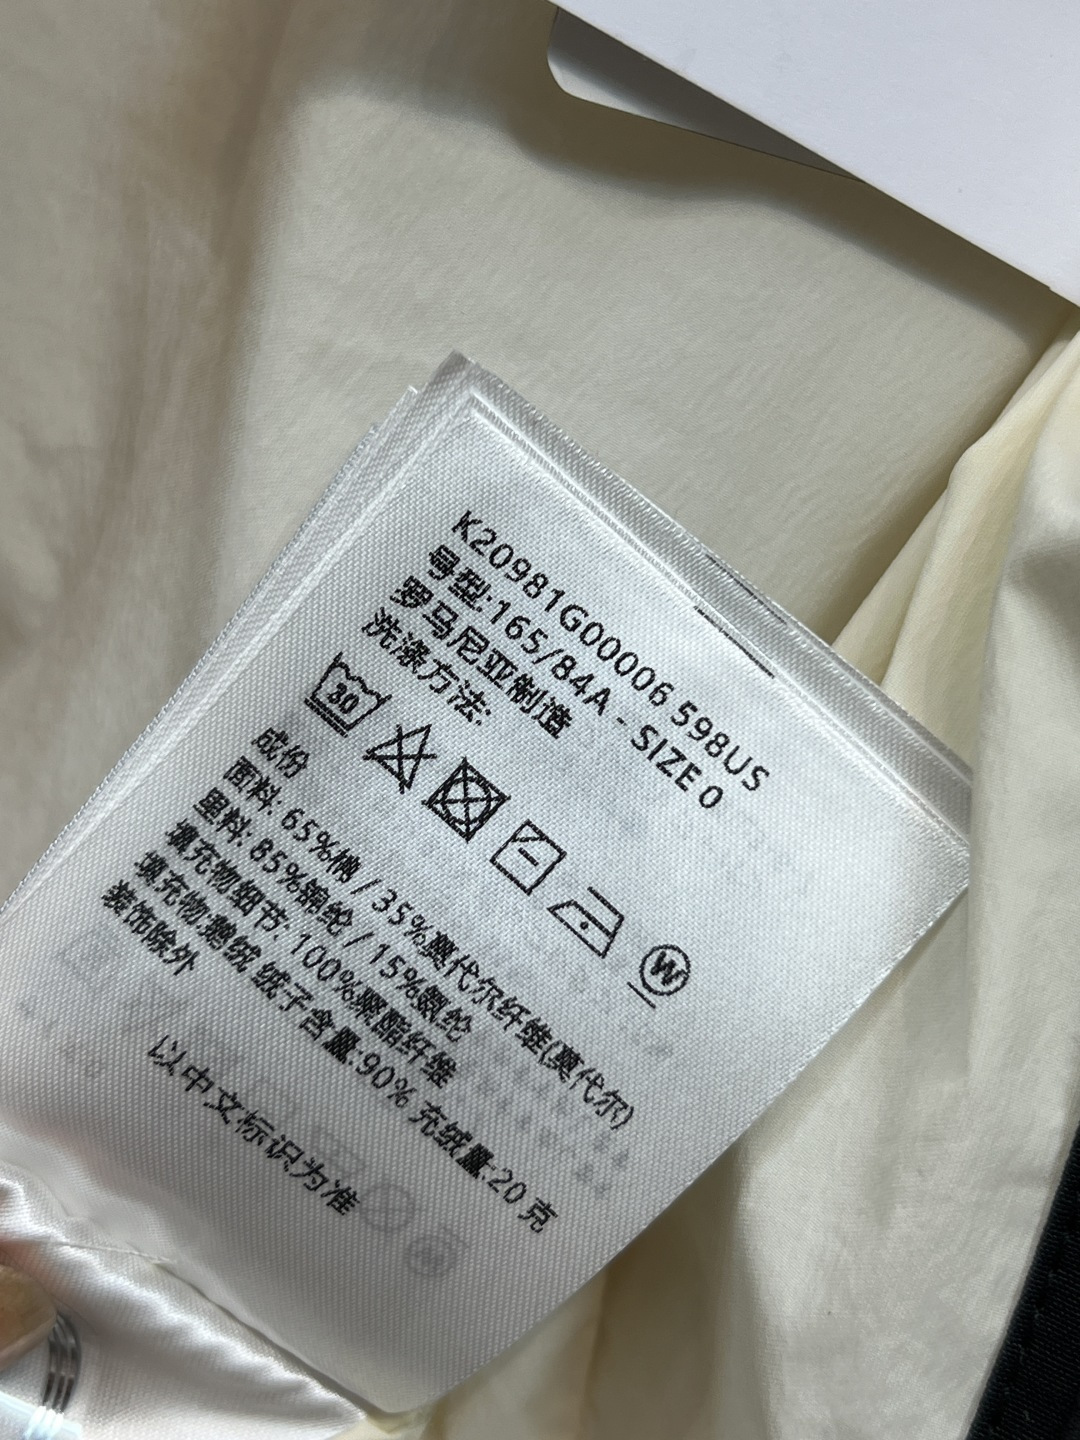 K20981G00006 598US
号型:165/84A - SIZE 0
罗马尼亚制造
洗涤方法:
30
W
成份
面料: 65%棉 / 35%莫代尔纤维(莫代尔)
里料: 85%锦纶 / 15%氨纶
填充物细节: 100%聚酯纤维
填充物:鹅绒 绒子含量:90% 充绒量:20 克
装饰除外
以中文标识为准